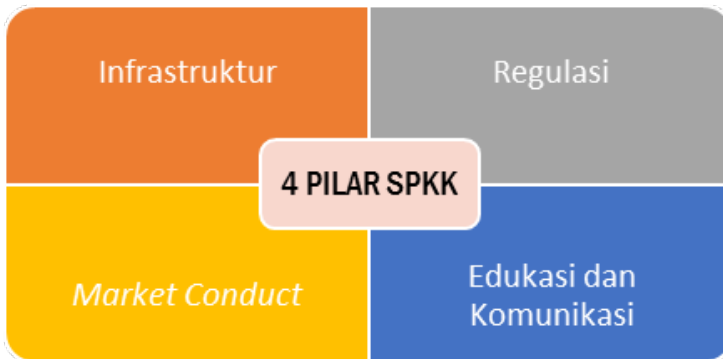 Infrastruktur
Regulasi
4 PILAR SPKK
Market Conduct
Edukasi dan
Komunikasi